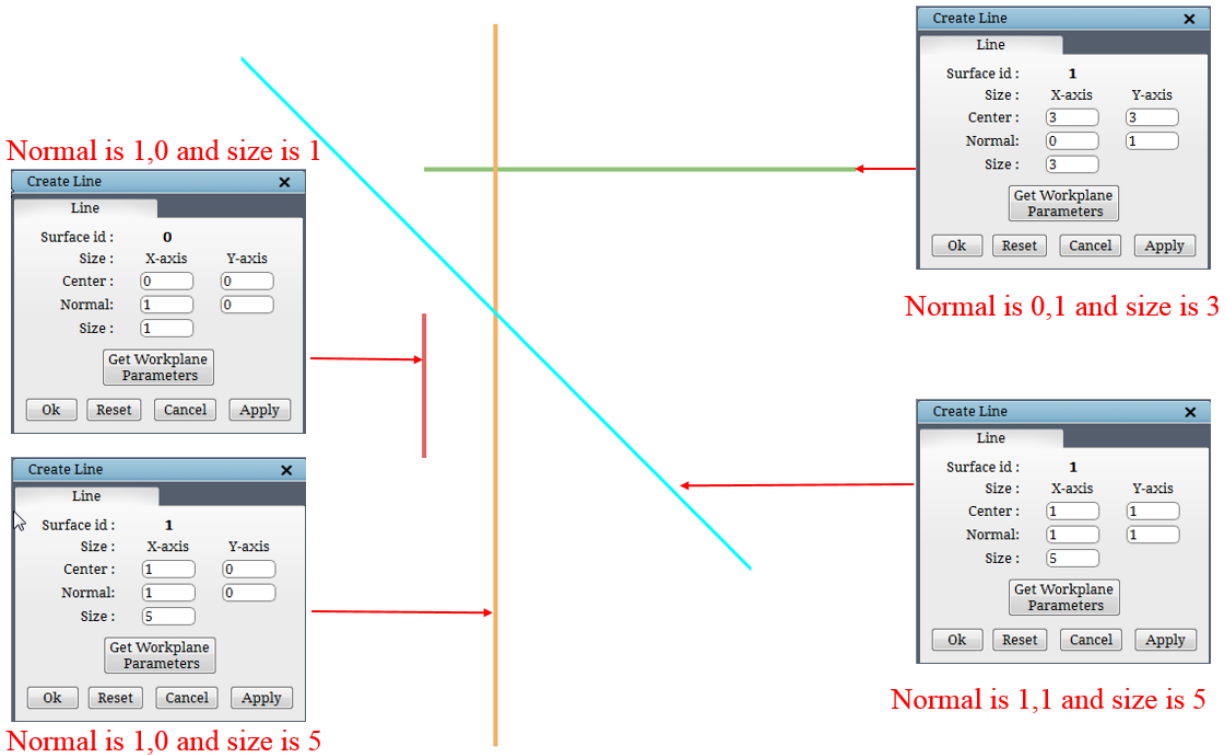 Normal is 1,0 and size is 1
Create Line
Line
Surface id : 0
Size : X-axis Y-axis
Center : 0 0
Normal: 1 0
Size : 1
Get Workplane
Parameters
Ok Reset Cancel Apply
Create Line
Line
Surface id : 1
Size : X-axis Y-axis
Center : 1 0
Normal: 1 0
Size : 5
Get Workplane
Parameters
Ok Reset Cancel Apply
Normal is 1,0 and size is 5
Create Line
Line
Surface id : 1
Size : X-axis Y-axis
Center : 3 3
Normal: 0 1
Size : 3
Get Workplane
Parameters
Ok Reset Cancel Apply
Normal is 0,1 and size is 3
Create Line
Line
Surface id : 1
Size : X-axis Y-axis
Center : 1 1
Normal: 1 1
Size : 5
Get Workplane
Parameters
Ok Reset Cancel Apply
Normal is 1,1 and size is 5